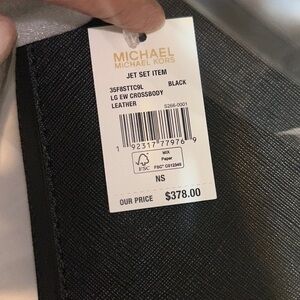 MICHAEL
MICHAEL KORS
JET SET ITEM
35F8STTC9L BLACK
LG EW CROSSBODY
LEATHER
S266-0001
1 92317 77976 9
FSC
MIX
Paper
FSC® C012345
NS
OUR PRICE $378.00